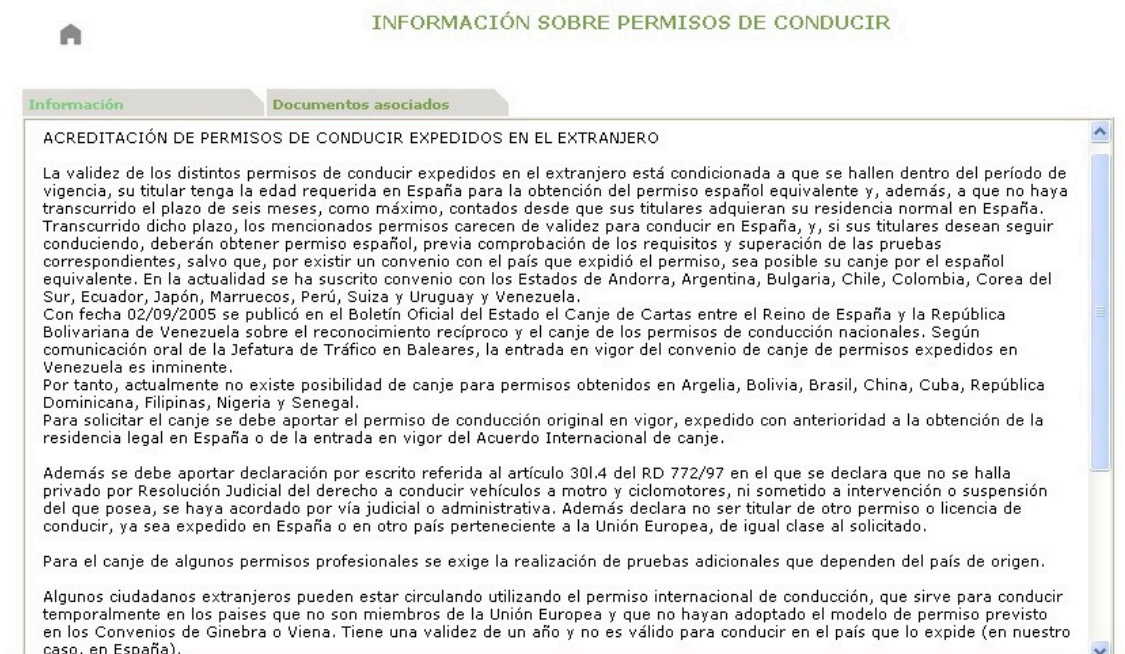 INFORMACIÓN SOBRE PERMISOS DE CONDUCIR
Información
Documentos asociados
ACREDITACIÓN DE PERMISOS DE CONDUCIR EXPEDIDOS EN EL EXTRANJERO
La validez de los distintos permisos de conducir expedidos en el extranjero está condicionada a que se hallen dentro del período de
vigencia, su titular tenga la edad requerida en España para la obtención del permiso español equivalente y, además, a que no haya
transcurrido el plazo de seis meses, como máximo, contados desde que sus titulares adquieran su residencia normal en España.
Transcurrido dicho plazo, los mencionados permisos carecen de validez para conducir en España, y, si sus titulares desean seguir
conduciendo, deberán obtener permiso español, previa comprobación de los requisitos y superación de las pruebas
correspondientes, salvo que, por existir un convenio con el país que expidió el permiso, sea posible su canje por el español
equivalente. En la actualidad se ha suscrito convenio con los Estados de Andorra, Argentina, Bulgaria, Chile, Colombia, Corea del
Sur, Ecuador, Japón, Marruecos, Perú, Suiza y Uruguay y Venezuela.
Con fecha 02/09/2005 se publicó en el Boletín Oficial del Estado el Canje de Cartas entre el Reino de España y la República
Bolivariana de Venezuela sobre el reconocimiento recíproco y el canje de los permisos de conducción nacionales. Según
comunicación oral de la Jefatura de Tráfico en Baleares, la entrada en vigor del convenio de canje de permisos expedidos en
Venezuela es inminente.
Por tanto, actualmente no existe posibilidad de canje para permisos obtenidos en Argelia, Bolivia, Brasil, China, Cuba, República
Dominicana, Filipinas, Nigeria y Senegal.
Para solicitar el canje se debe aportar el permiso de conducción original en vigor, expedido con anterioridad a la obtención de la
residencia legal en España o de la entrada en vigor del Acuerdo Internacional de canje.
Además se debe aportar declaración por escrito referida al artículo 30l.4 del RD 772/97 en el que se declara que no se halla
privado por Resolución Judicial del derecho a conducir vehículos a motro y ciclomotores, ni sometido a intervención o suspensión
del que posea, se haya acordado por vía judicial o administrativa. Además declara no ser titular de otro permiso o licencia de
conducir, ya sea expedido en España o en otro país perteneciente a la Unión Europea, de igual clase al solicitado.
Para el canje de algunos permisos profesionales se exige la realización de pruebas adicionales que dependen del país de origen.
Algunos ciudadanos extranjeros pueden estar circulando utilizando el permiso internacional de conducción, que sirve para conducir
temporalmente en los paises que no son miembros de la Unión Europea y que no hayan adoptado el modelo de permiso previsto
en los Convenios de Ginebra o Viena. Tiene una validez de un año y no es válido para conducir en el país que lo expide (en nuestro
caso, en España).